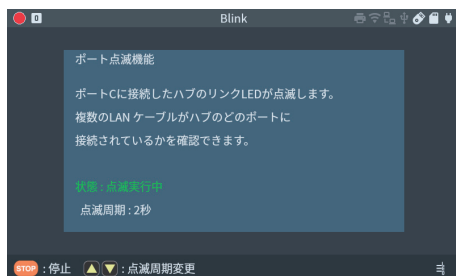 0 Blink
ポート点滅機能
ポートCに接続したハブのリンクLEDが点滅します。
複数のLAN ケーブルがハブのどのポートに
接続されているかを確認できます。
状態 : 点滅実行中
点滅周期 : 2秒
STOP : 停止 ▲ ▼ : 点滅周期変更